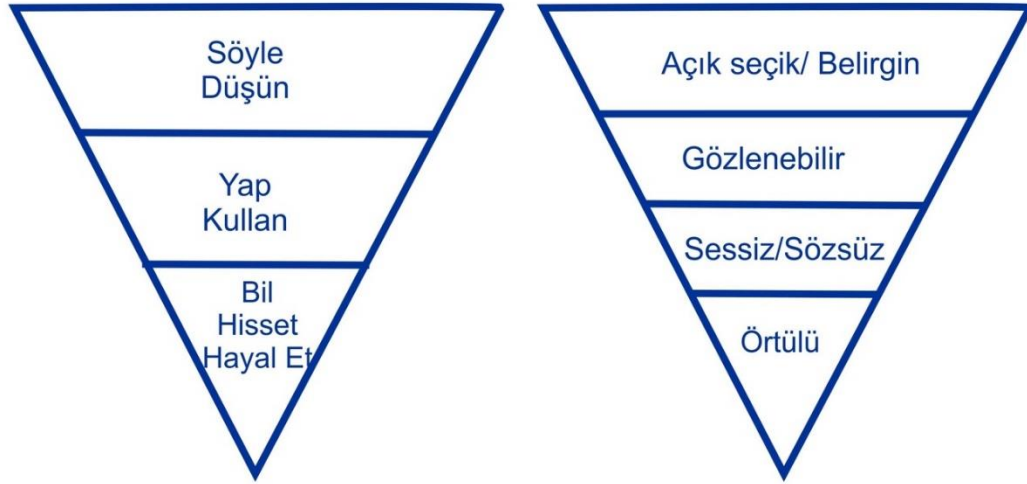 Söyle
Düşün
Yap
Kullan
Bil
Hisset
Hayal Et
Açık seçik/ Belirgin
Gözlenebilir
Sessiz/Sözsüz
Örtülü